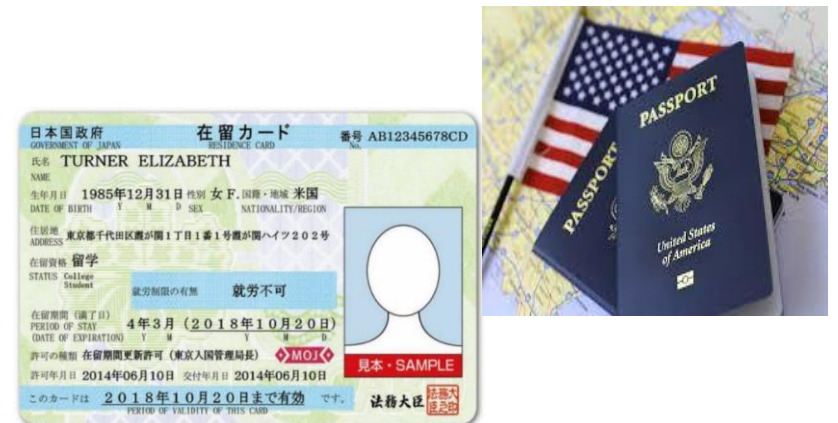 日本国政府 在留カード 番号 AB12345678CD
GOVERNMENT OF JAPAN RESIDENCE CARD No.
氏名 TURNER ELIZABETH
NAME
生年月日 1985年12月31日 性別 女 F. 国籍・地域 米国
DATE OF BIRTH Y M D SEX NATIONALITY/REGION
住居地 東京都千代田区霞が関1丁目1番1号霞が関ハイツ202号
ADDRESS
在留資格 留学
STATUS College
Student
就労制限の有無 就労不可
在留期間(満了日) 4年3月(2018年10月20日)
PERIOD OF STAY
(DATE OF EXPIRATION) Y M Y M D
許可の種類 在留期間更新許可(東京入国管理局長) MOJ
見本・SAMPLE
許可年月日 2014年06月10日 交付年月日 2014年06月10日
このカードは 2018年10月20日まで有効 です。
PERIOD OF VALIDITY OF THIS CARD
法務大臣
PASSPORT
PASSPORT
United States
of America